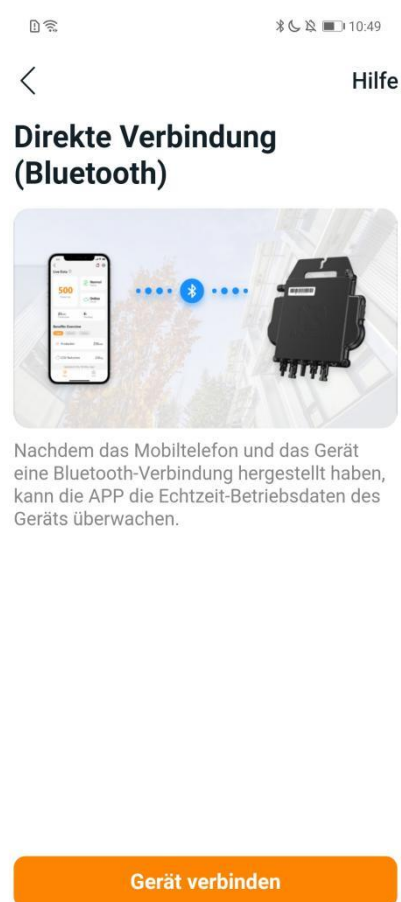 10:49
Hilfe
Direkte Verbindung
(Bluetooth)
500
Nachdem das Mobiltelefon und das Gerät
eine Bluetooth-Verbindung hergestellt haben,
kann die APP die Echtzeit-Betriebsdaten des
Geräts überwachen.
Gerät verbinden